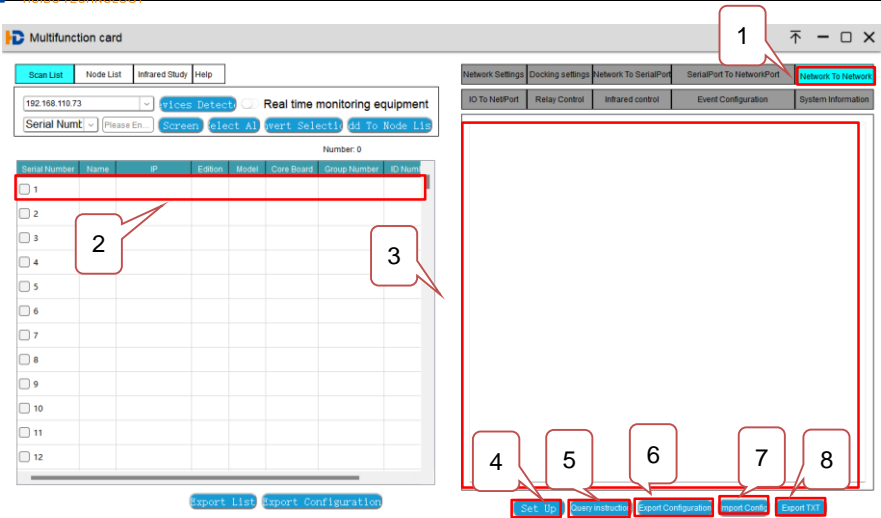 Multifunction card
1
Scan List Node List Infrared Study Help
Network Settings Docking settings Network To SerialPort SerialPort To NetworkPort Network To Network
192.168.110.73 vices Detect Real time monitoring equipment
IO To Net/Port Relay Control Infrared control Event Configuration System Information
Serial Numt Please En... Screen elect Al vert Selecti dd To Node Lis
Number: 0
Serial Number Name IP Edition Model Core Board Group Number ID Num
1
2
3
4
5
6
7
8
9
10
11
12
2
3
4 5 6 7 8
Export List Export Configuration
Set Up Query instruction Export Configuration mport Config Export TXT